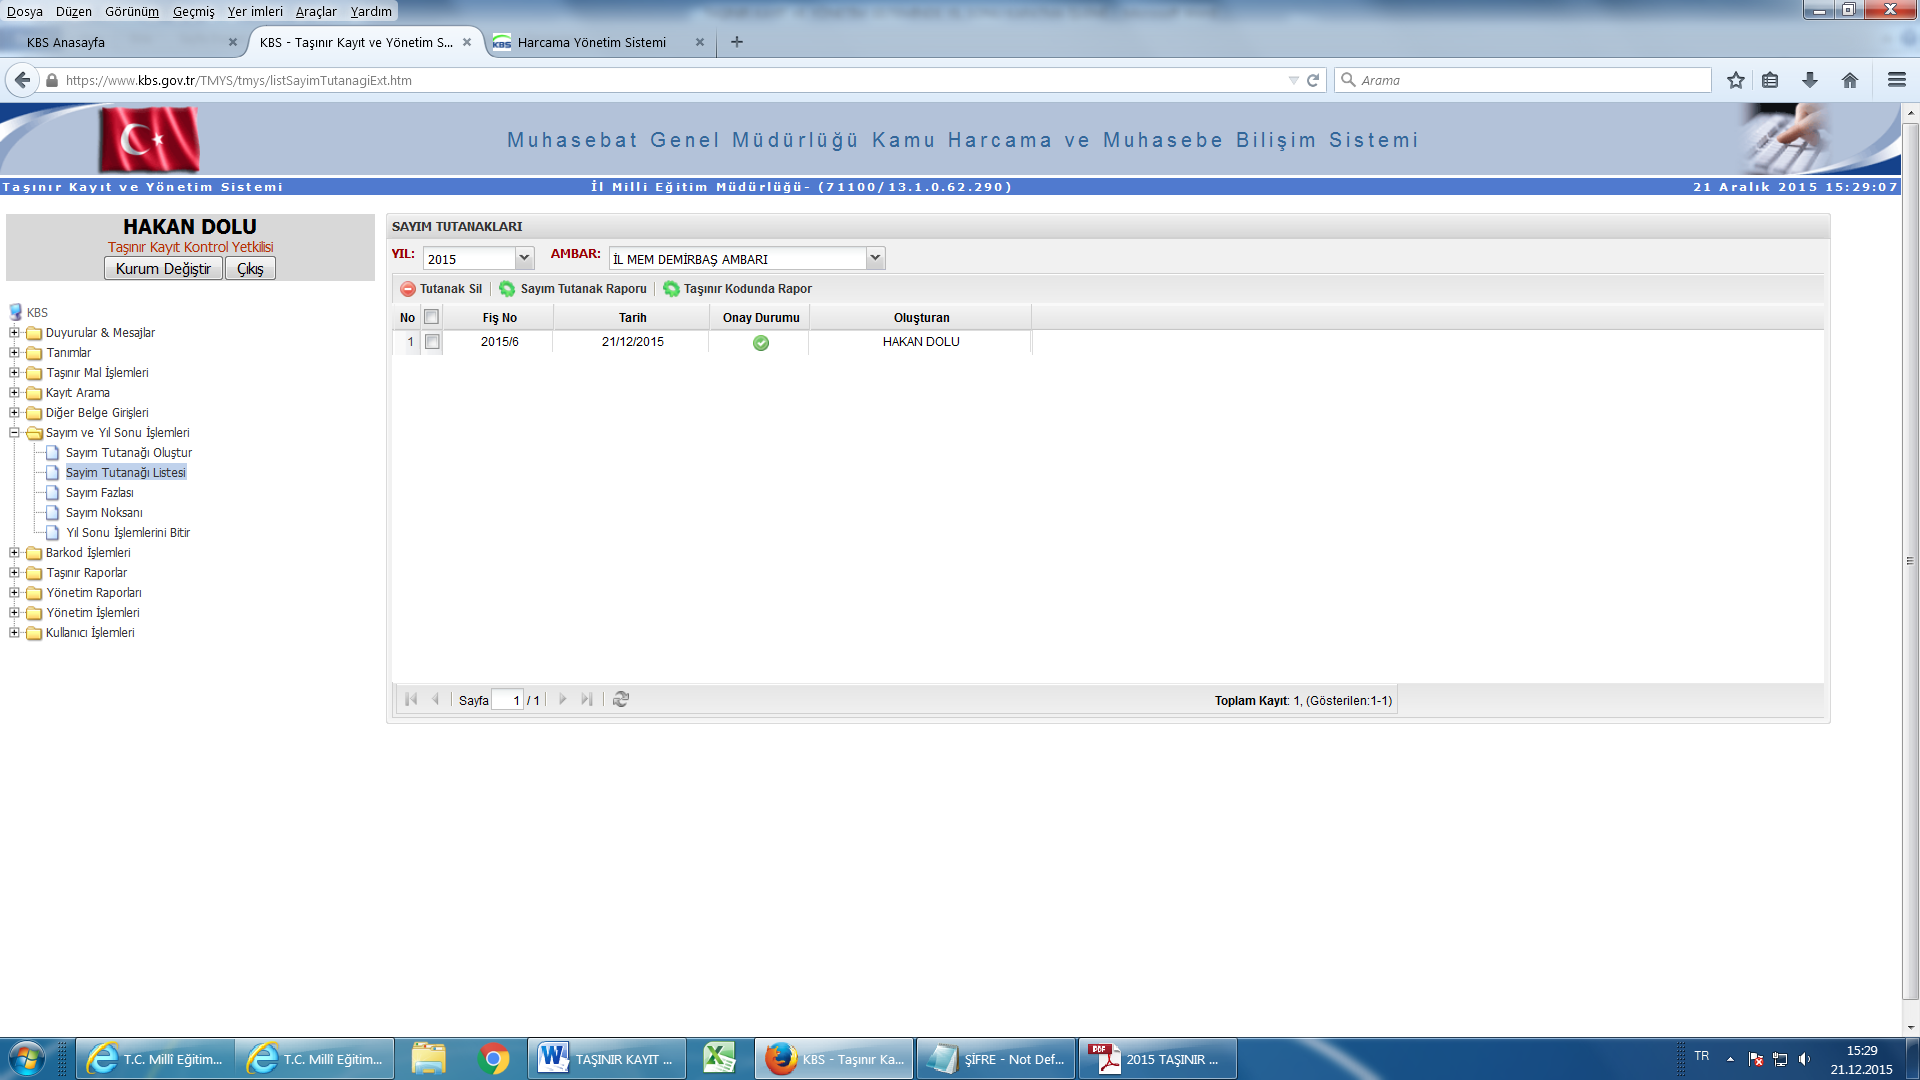 Dosya Düzen Görünüm Geçmiş Yer imleri Araçlar Yardım
KBS Anasayfa
KBS - Taşınır Kayıt ve Yönetim S...
Harcama Yönetim Sistemi
https://www.kbs.gov.tr/TMYS/tmys/listSayimTutanagiExt.htm
Arama
Muhasebat Genel Müdürlüğü Kamu Harcama ve Muhasebe Bilişim Sistemi
Taşınır Kayıt ve Yönetim Sistemi
İl Milli Eğitim Müdürlüğü- (71100/13.1.0.62.290)
21 Aralık 2015 15:29:07
HAKAN DOLU
Taşınır Kayıt Kontrol Yetkilisi
Kurum Değiştir Çıkış
KBS
Duyurular & Mesajlar
Tanımlar
Taşınır Mal İşlemleri
Kayıt Arama
Diğer Belge Girişleri
Sayım ve Yıl Sonu İşlemleri
Sayım Tutanağı Oluştur
Sayim Tutanağı Listesi
Sayım Fazlası
Sayım Noksanı
Yıl Sonu İşlemlerini Bitir
Barkod İşlemleri
Taşınır Raporlar
Yönetim Raporları
Yönetim İşlemleri
Kullanıcı İşlemleri
SAYIM TUTANAKLARI
YIL: 2015 AMBAR: İL MEM DEMİRBAŞ AMBARI
Tutanak Sil Sayım Tutanak Raporu Taşınır Kodunda Rapor
No Fiş No Tarih Onay Durumu Oluşturan
1 2015/6 21/12/2015 HAKAN DOLU
Sayfa 1 / 1
Toplam Kayıt: 1, (Gösterilen:1-1)
T.C. Millî Eğitim...
T.C. Millî Eğitim...
TAŞINIR KAYIT ...
KBS - Taşınır Ka...
ŞİFRE - Not Def...
2015 TAŞINIR ...
TR
15:29
21.12.2015